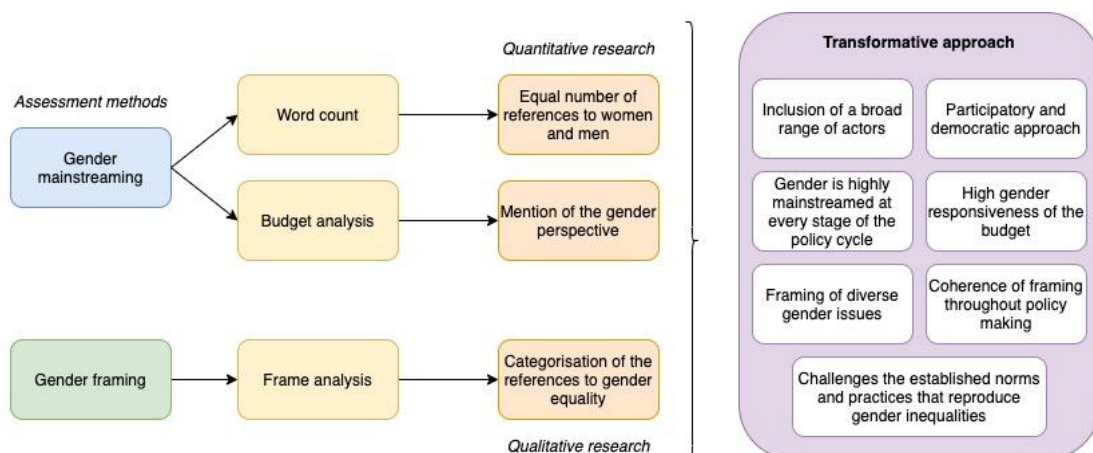 Assessment methods
Gender
mainstreaming
Gender framing
Word count
Budget analysis
Frame analysis
Quantitative research
Equal number of
references to women
and men
Mention of the gender
perspective
Categorisation of the
references to gender
equality
Qualitative research
Transformative approach
Inclusion of a broad
range of actors
Participatory and
democratic approach
Gender is highly
mainstreamed at
every stage of the
policy cycle
High gender
responsiveness of the
budget
Framing of diverse
gender issues
Coherence of framing
throughout policy
making
Challenges the established norms
and practices that reproduce
gender inequalities